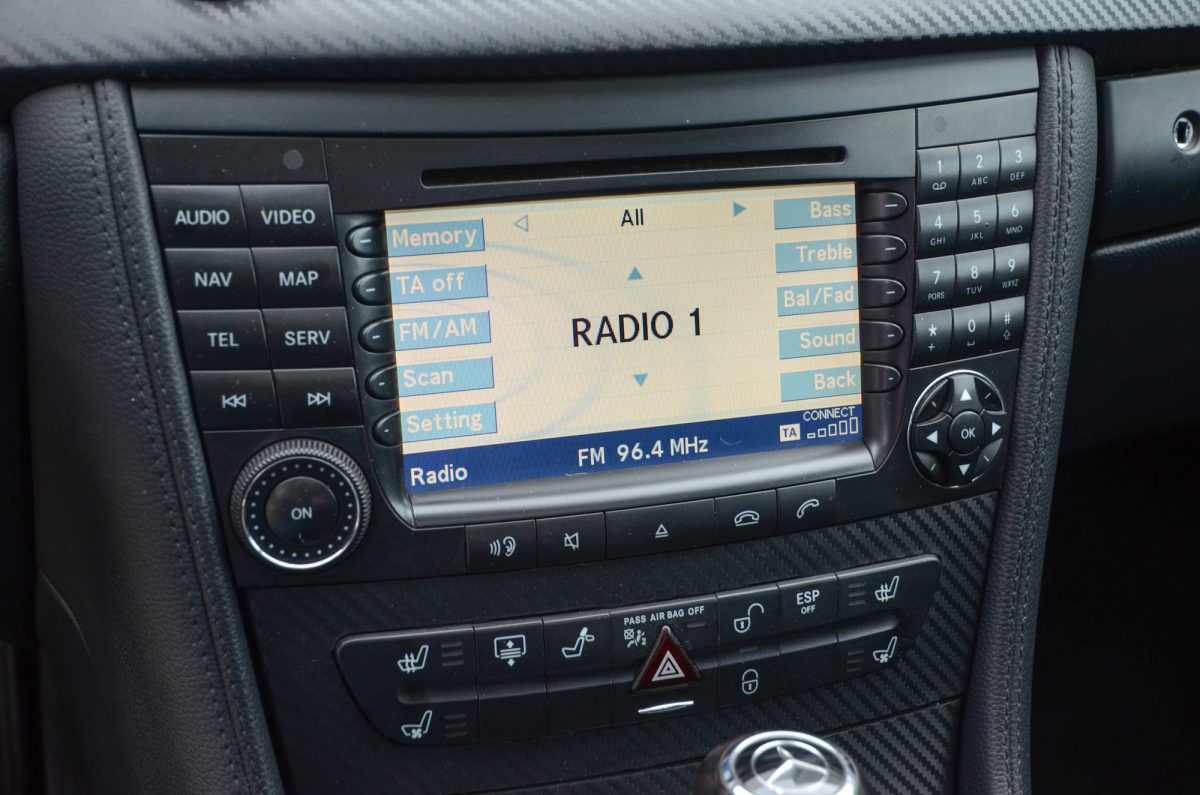 AUDIO VIDEO
NAV MAP
TEL SERV
ON
Memory
TA off
FM/AM
Scan
Setting
All
RADIO 1
Bass
Treble
Bal/Fad
Sound
Back
Radio FM 96.4 MHz TA CONNECT
1 2 ABC 3 DEF
4 GHI 5 JKL 6 MNO
7 PQRS 8 TUV 9 WXYZ
* + 0 #
OK
PASS AIR BAG OFF
2
ESP
OFF